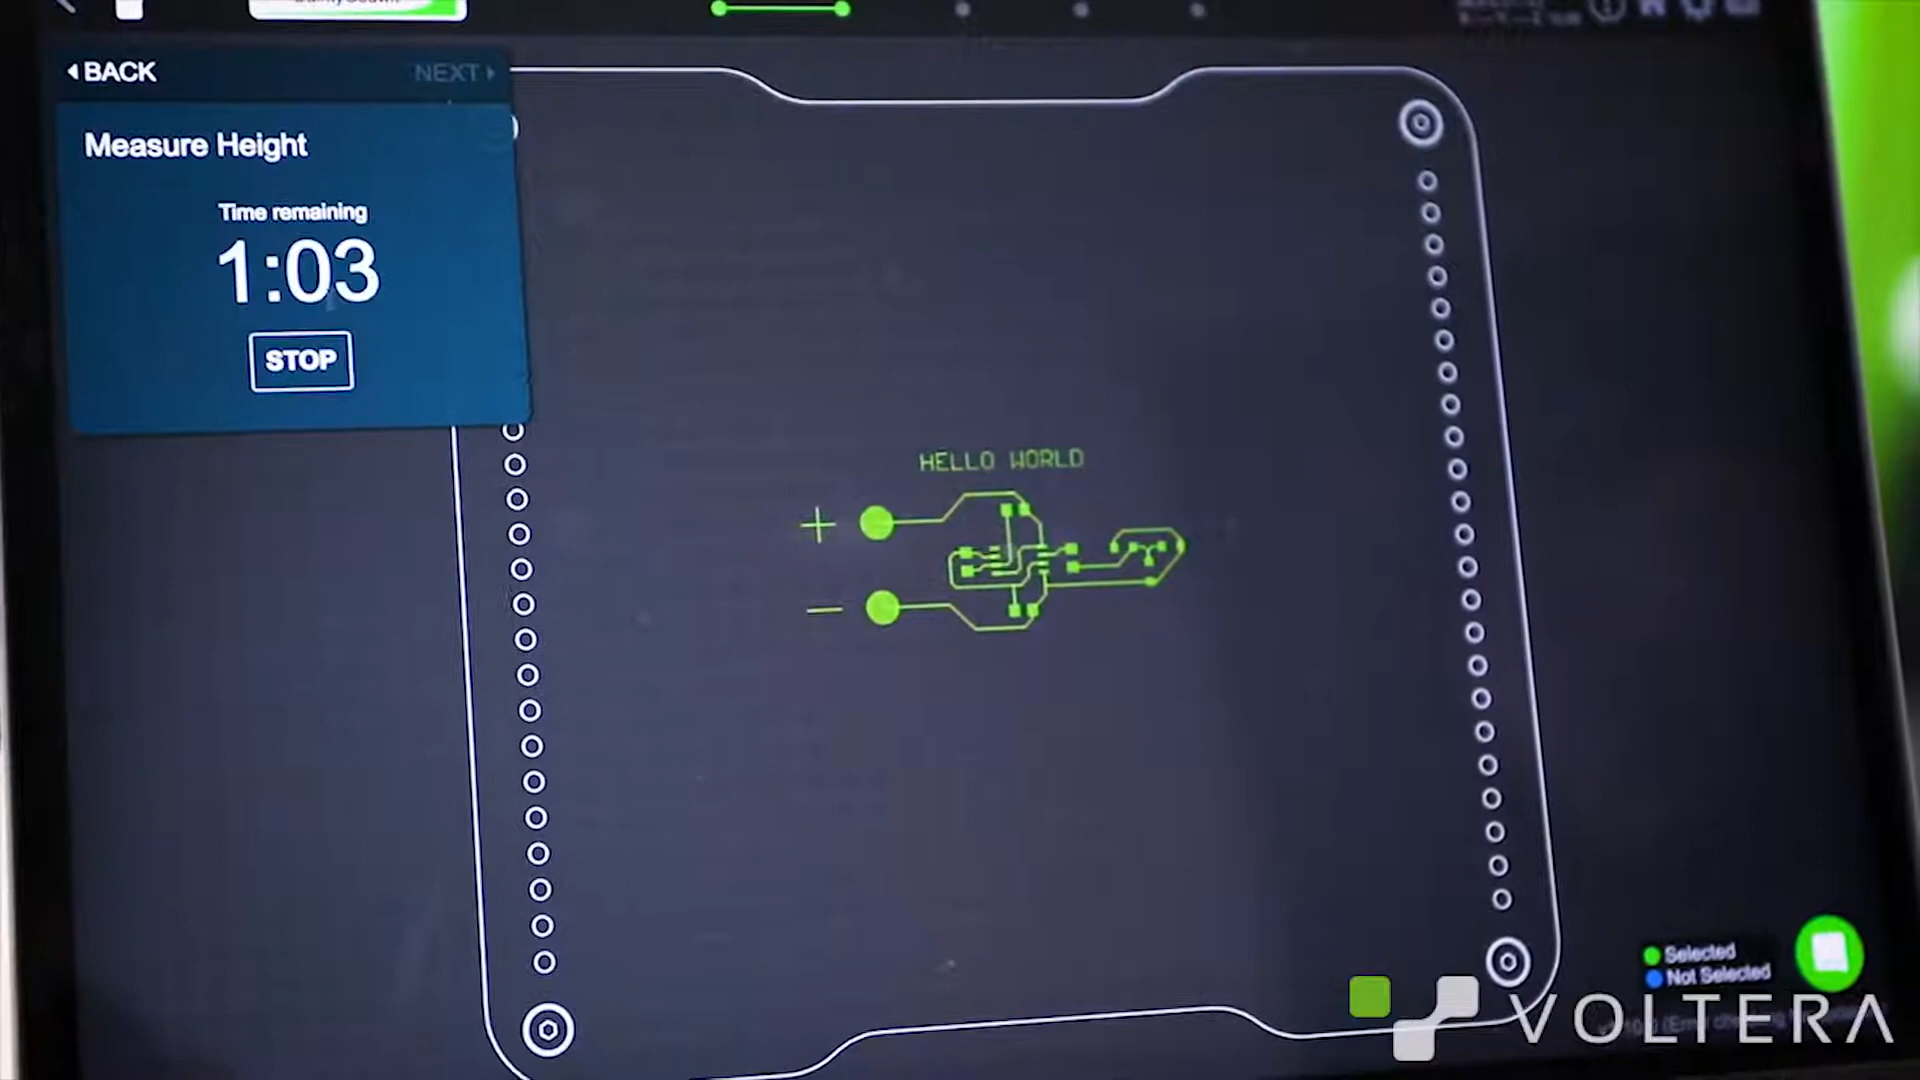 BACK
NEXT
Measure Height
Time remaining
1:03
STOP
HELLO WORLD
+
−
Selected
Not Selected
VOLTERA